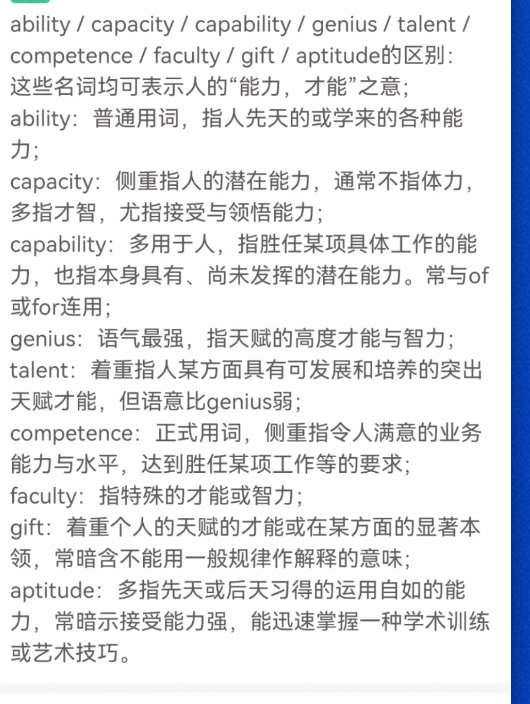 ability / capacity / capability / genius / talent /
competence / faculty / gift / aptitude的区别：
这些名词均可表示人的“能力，才能”之意；
ability：普通用词，指人先天的或学来的各种能
力；
capacity：侧重指人的潜在能力，通常不指体力，
多指才智，尤指接受与领悟能力；
capability：多用于人，指胜任某项具体工作的能
力，也指本身具有、尚未发挥的潜在能力。常与of
或for连用；
genius：语气最强，指天赋的高度才能与智力；
talent：着重指人某方面具有可发展和培养的突出
天赋才能，但语意比genius弱；
competence：正式用词，侧重指令人满意的业务
能力与水平，达到胜任某项工作等的要求；
faculty：指特殊的才能或智力；
gift：着重个人的天赋的才能或在某方面的显著本
领，常暗含不能用一般规律作解释的意味；
aptitude：多指先天或后天习得的运用自如的能
力，常暗示接受能力强，能迅速掌握一种学术训练
或艺术技巧。